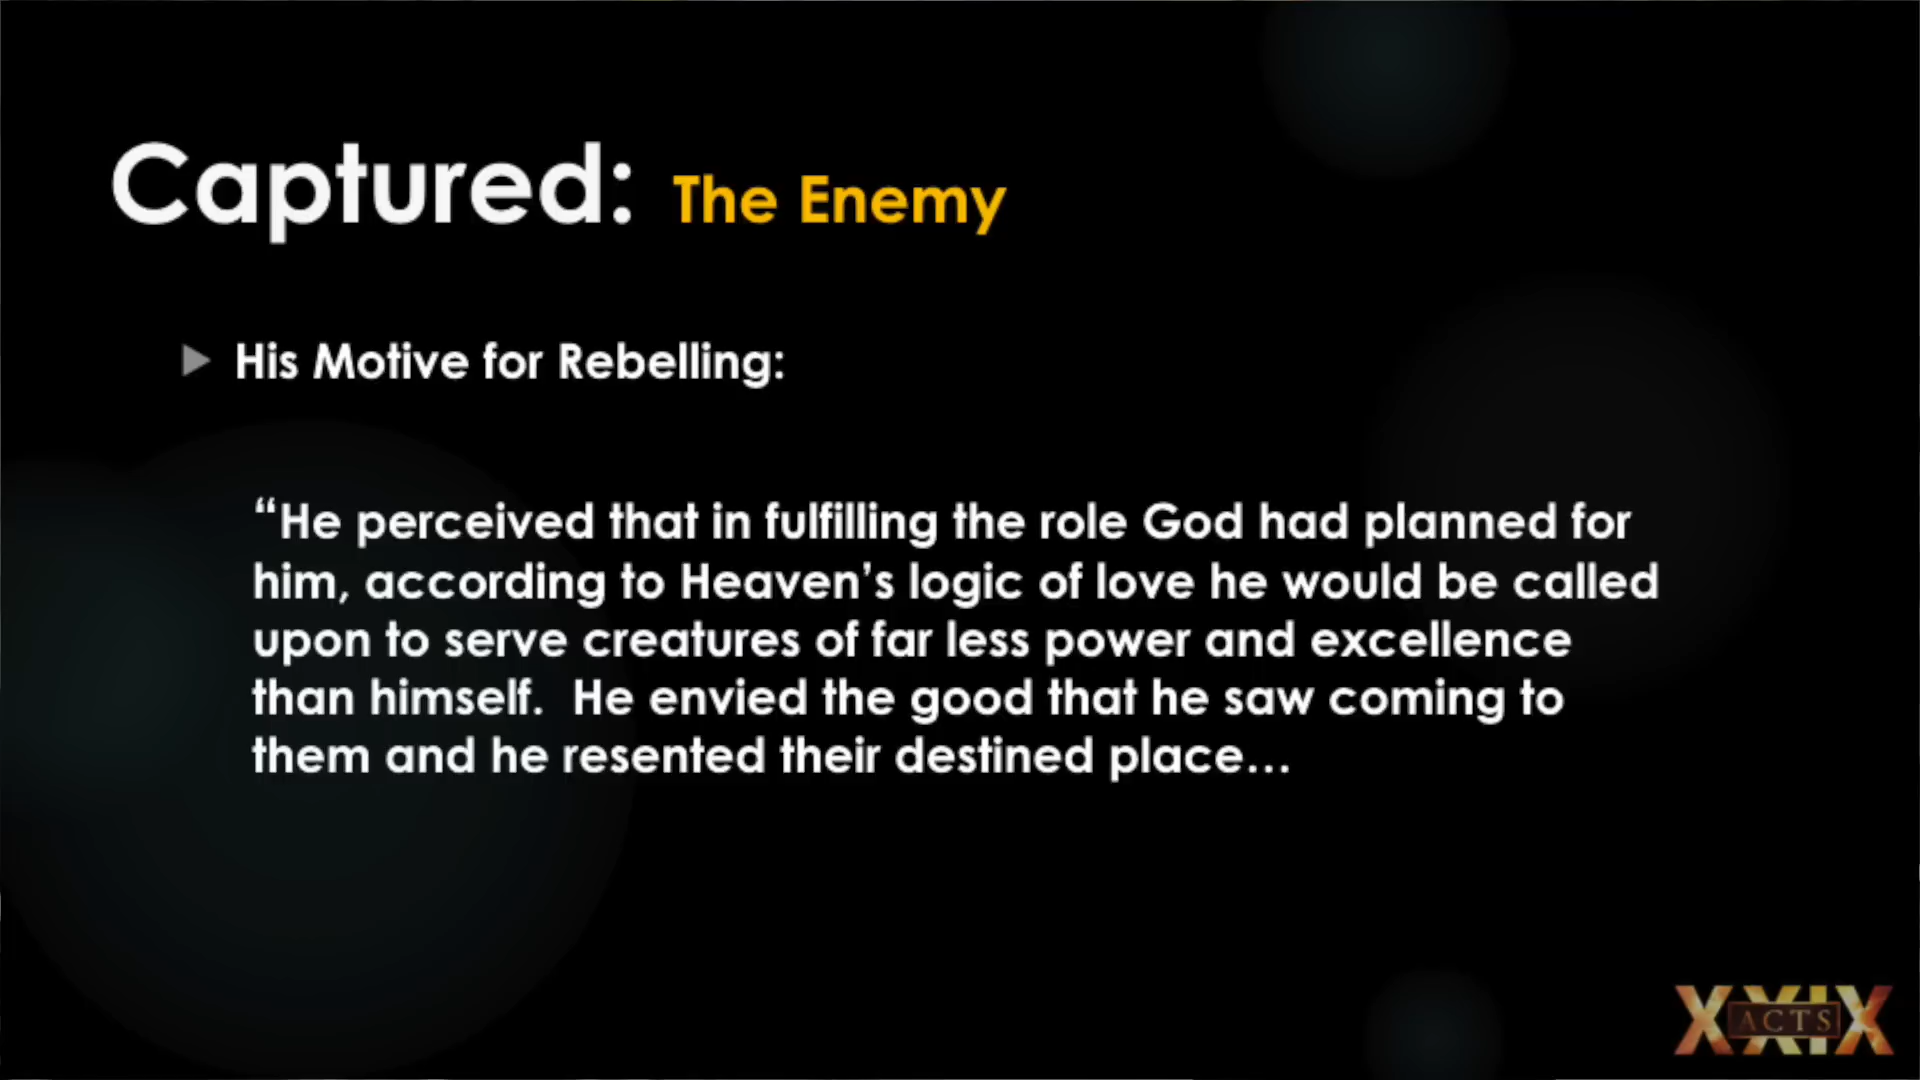 Captured: The Enemy
His Motive for Rebelling:
“He perceived that in fulfilling the role God had planned for
him, according to Heaven’s logic of love he would be called
upon to serve creatures of far less power and excellence
than himself.  He envied the good that he saw coming to
them and he resented their destined place…
XXIX
ACTS